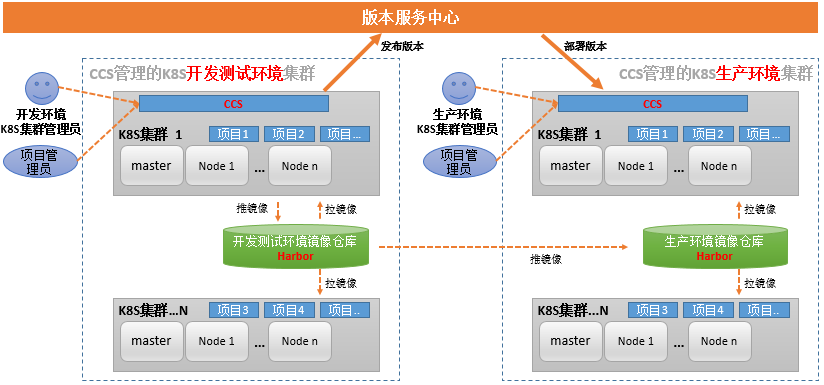 版本服务中心
发布版本
部署版本
CCS管理的K8S开发测试环境集群
开发环境
K8S集群管理员
项目管
理员
CCS
K8S集群 1
项目1
项目2
项目...
master
Node 1
...
Node n
推镜像
拉镜像
开发测试环境镜像仓库
Harbor
拉镜像
K8S集群...N
项目3
项目4
项目..
master
Node 1
...
Node n
推镜像
CCS管理的K8S生产环境集群
生产环境
K8S集群管理员
项目管
理员
CCS
K8S集群 1
项目1
项目2
项目...
master
Node 1
...
Node n
拉镜像
生产环境镜像仓库
Harbor
拉镜像
K8S集群...N
项目3
项目4
项目..
master
Node 1
...
Node n